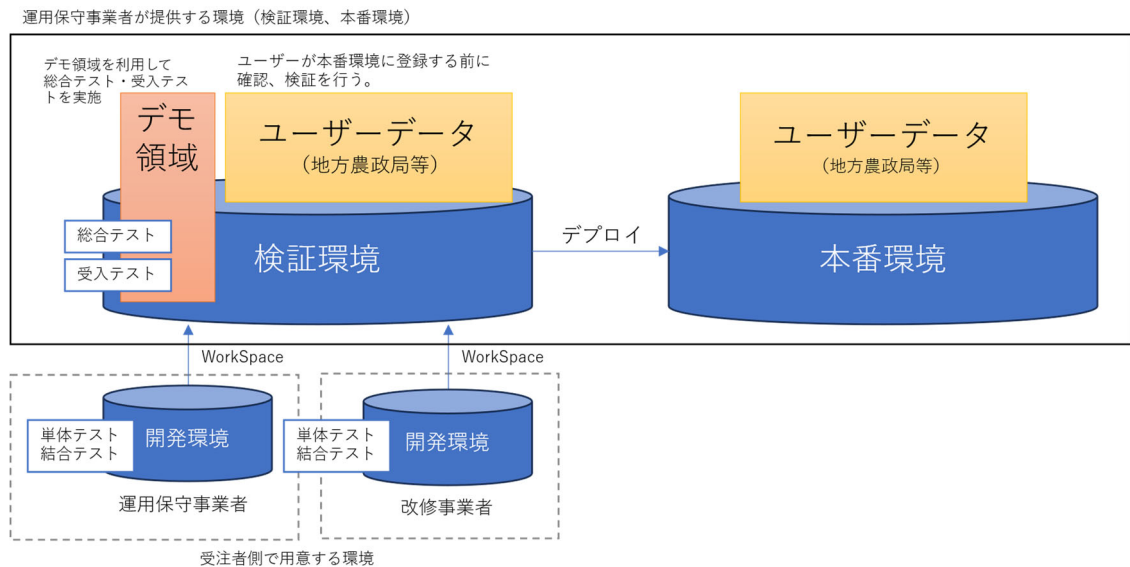 運用保守事業者が提供する環境（検証環境、本番環境）
デモ領域を利用して
総合テスト・受入テス
トを実施
ユーザーが本番環境に登録する前に
確認、検証を行う。
デモ
領域
ユーザーデータ
（地方農政局等）
ユーザーデータ
（地方農政局等）
総合テスト
受入テスト
検証環境
デプロイ
本番環境
WorkSpace
WorkSpace
単体テスト
結合テスト
開発環境
単体テスト
結合テスト
開発環境
運用保守事業者
改修事業者
受注者側で用意する環境